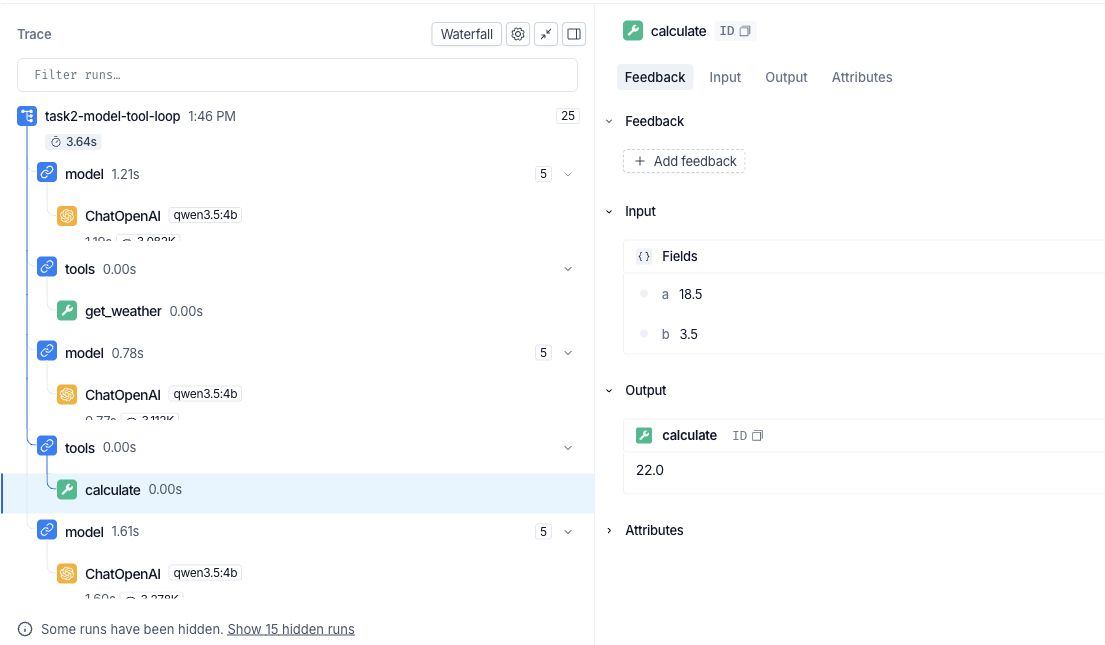 Trace
Waterfall
Filter runs...
task2-model-tool-loop 1:46 PM 25
3.64s
model 1.21s 5
ChatOpenAI qwen3.5:4b
tools 0.00s
get_weather 0.00s
model 0.78s 5
ChatOpenAI qwen3.5:4b
tools 0.00s
calculate 0.00s
model 1.61s 5
ChatOpenAI qwen3.5:4b
Some runs have been hidden. Show 15 hidden runs
calculate ID
Feedback Input Output Attributes
Feedback
+ Add feedback
Input
{} Fields
a 18.5
b 3.5
Output
calculate ID
22.0
Attributes